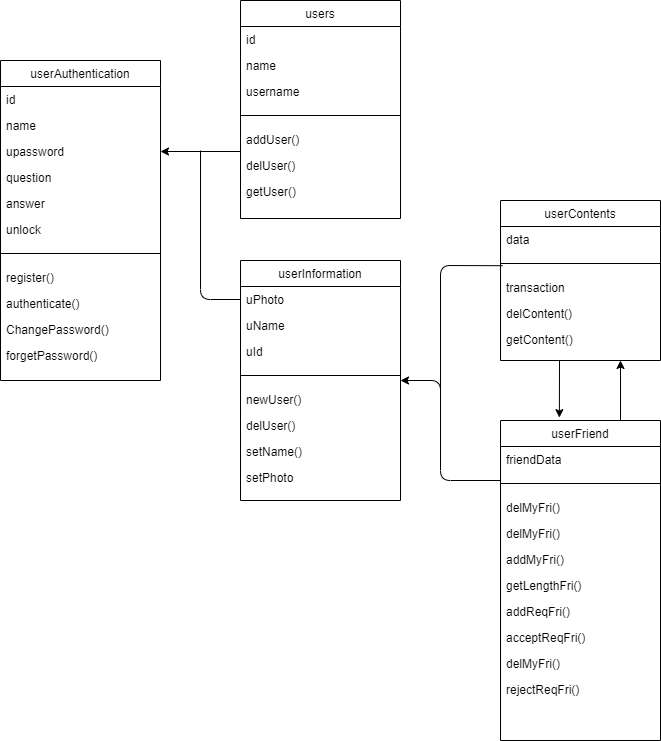 users
id
name
username
addUser()
delUser()
getUser()
userAuthentication
id
name
upassword
question
answer
unlock
register()
authenticate()
ChangePassword()
forgetPassword()
userInformation
uPhoto
uName
uId
newUser()
delUser()
setName()
setPhoto
userContents
data
transaction
delContent()
getContent()
userFriend
friendData
delMyFri()
delMyFri()
addMyFri()
getLengthFri()
addReqFri()
acceptReqFri()
delMyFri()
rejectReqFri()